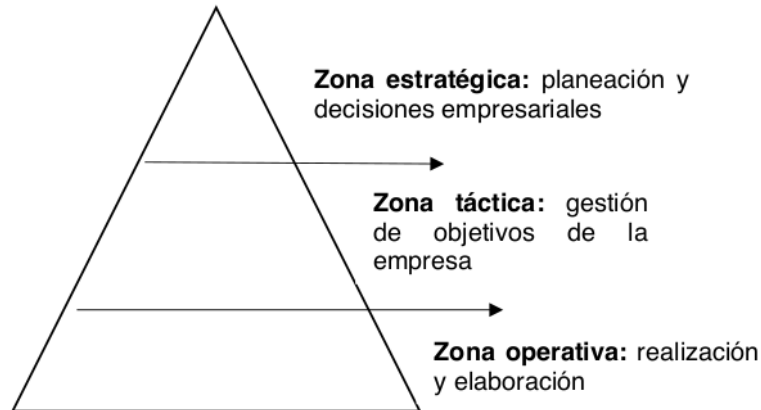 Zona estratégica: planeación y
decisiones empresariales
Zona táctica: gestión
de objetivos de la
empresa
Zona operativa: realización
y elaboración